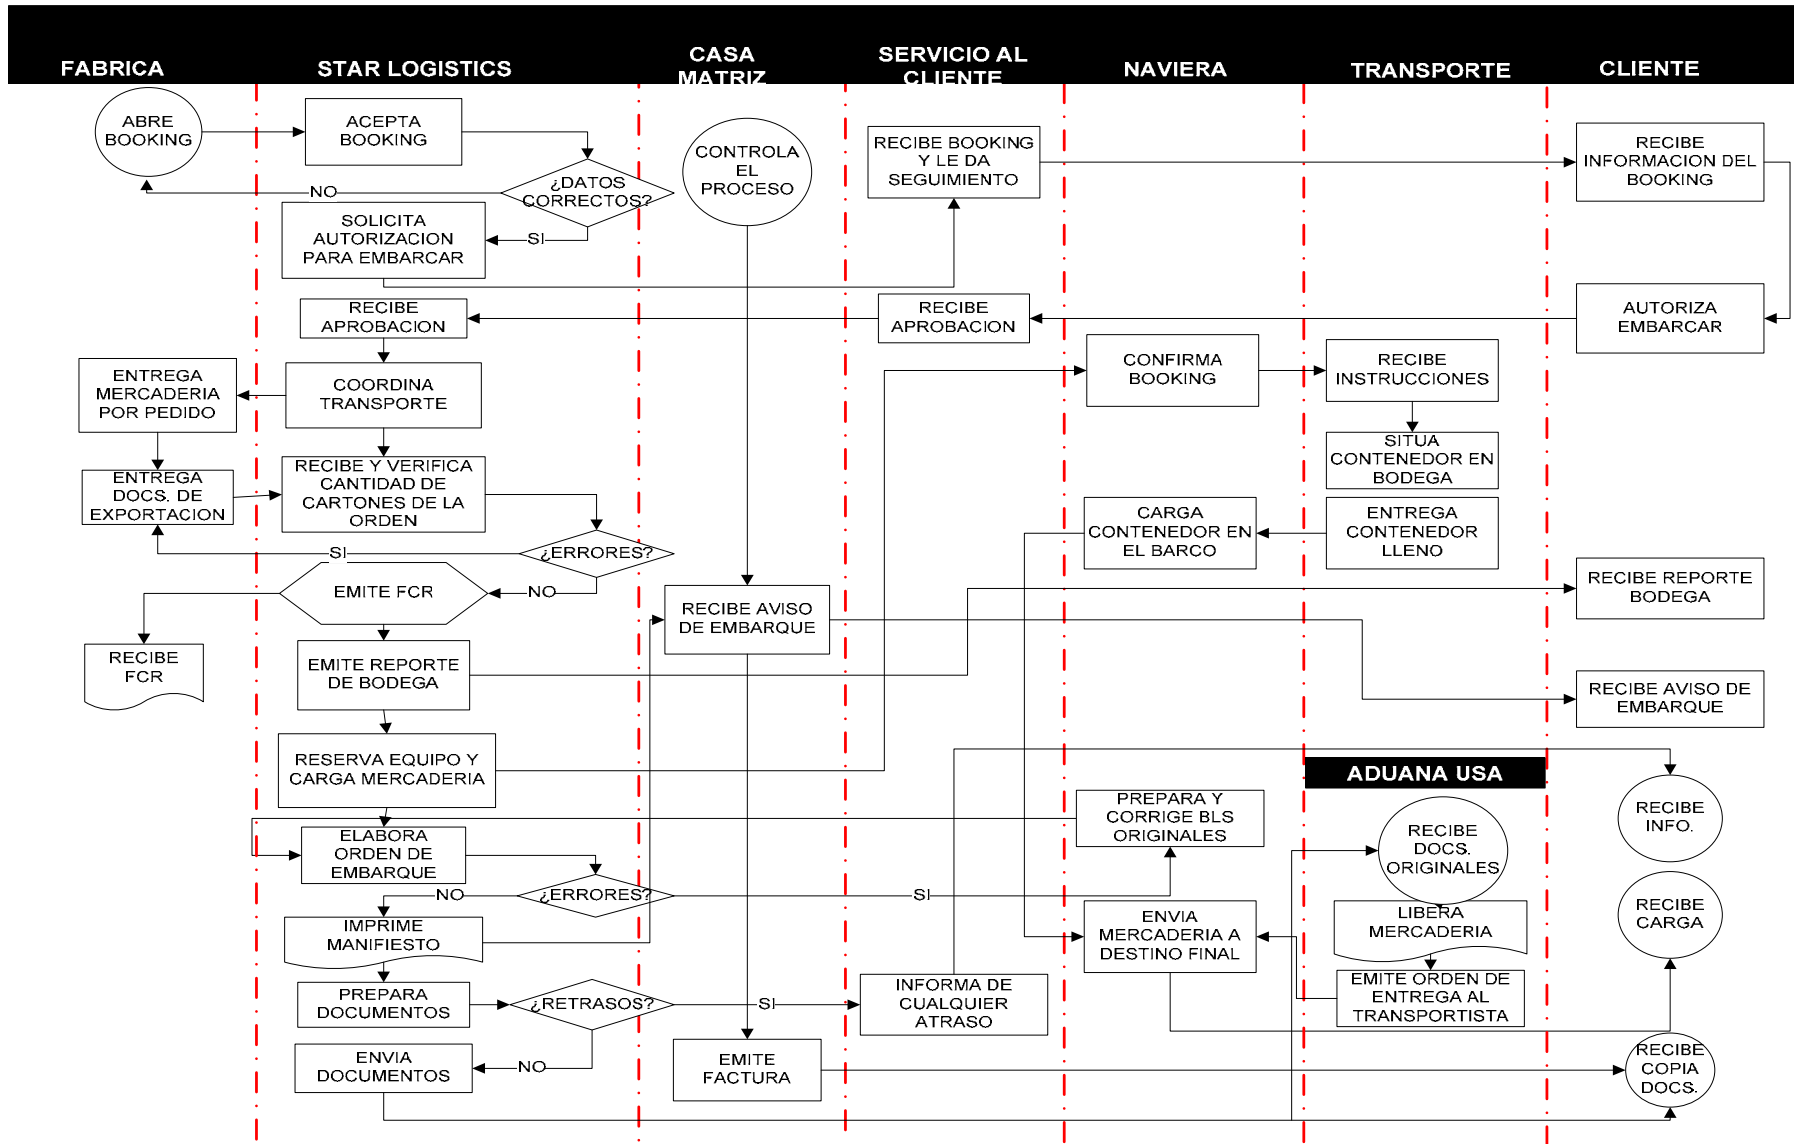 FABRICA
STAR LOGISTICS
CASA
MATRIZ
SERVICIO AL
CLIENTE
NAVIERA
TRANSPORTE
CLIENTE
ABRE
BOOKING
ACEPTA
BOOKING
¿DATOS
CORRECTOS?
NO
SI
SOLICITA
AUTORIZACION
PARA EMBARCAR
CONTROLA
EL
PROCESO
RECIBE BOOKING
Y LE DA
SEGUIMIENTO
RECIBE
INFORMACION DEL
BOOKING
RECIBE
APROBACION
RECIBE
APROBACION
AUTORIZA
EMBARCAR
ENTREGA
MERCADERIA
POR PEDIDO
COORDINA
TRANSPORTE
CONFIRMA
BOOKING
RECIBE
INSTRUCCIONES
SITUA
CONTENEDOR EN
BODEGA
ENTREGA
DOCS. DE
EXPORTACION
RECIBE Y VERIFICA
CANTIDAD DE
CARTONES DE LA
ORDEN
CARGA
CONTENEDOR EN
EL BARCO
ENTREGA
CONTENEDOR
LLENO
SI
¿ERRORES?
NO
EMITE FCR
RECIBE AVISO
DE EMBARQUE
RECIBE REPORTE
BODEGA
RECIBE
FCR
EMITE REPORTE
DE BODEGA
RECIBE AVISO DE
EMBARQUE
RESERVA EQUIPO Y
CARGA MERCADERIA
ADUANA USA
PREPARA Y
CORRIGE BLS
ORIGINALES
RECIBE
DOCS.
ORIGINALES
RECIBE
INFO.
ELABORA
ORDEN DE
EMBARQUE
NO
¿ERRORES?
SI
IMPRIME
MANIFIESTO
ENVIA
MERCADERIA A
DESTINO FINAL
LIBERA
MERCADERIA
RECIBE
CARGA
PREPARA
DOCUMENTOS
¿RETRASOS?
SI
INFORMA DE
CUALQUIER
ATRASO
EMITE ORDEN DE
ENTREGA AL
TRANSPORTISTA
ENVIA
DOCUMENTOS
NO
EMITE
FACTURA
RECIBE
COPIA
DOCS.